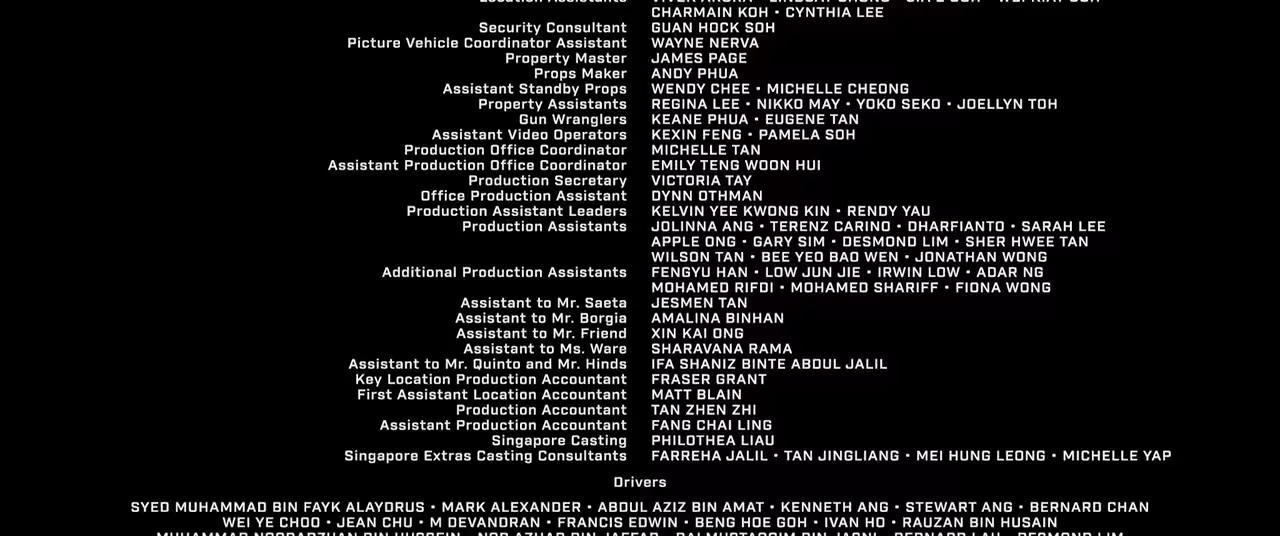 CHARMAIN KOH • CYNTHIA LEE
Security Consultant GUAN HOCK SOH
Picture Vehicle Coordinator Assistant WAYNE NERVA
Property Master JAMES PAGE
Props Maker ANDY PHUA
Assistant Standby Props WENDY CHEE • MICHELLE CHEONG
Property Assistants REGINA LEE • NIKKO MAY • YOKO SEKO • JOELLYN TOH
Gun Wranglers KEANE PHUA • EUGENE TAN
Assistant Video Operators KEXIN FENG • PAMELA SOH
Production Office Coordinator MICHELLE TAN
Assistant Production Office Coordinator EMILY TENG WOON HUI
Production Secretary VICTORIA TAY
Office Production Assistant DYNN OTHMAN
Production Assistant Leaders KELVIN YEE KWONG KIN • RENDY YAU
Production Assistants JOLINNA ANG • TERENZ CARINO • DHARFIANTO • SARAH LEE
APPLE ONG • GARY SIM • DESMOND LIM • SHER HWEE TAN
WILSON TAN • BEE YEO BAO WEN • JONATHAN WONG
Additional Production Assistants FENGYU HAN • LOW JUN JIE • IRWIN LOW • ADAR NG
MOHAMED RIFDI • MOHAMED SHARIFF • FIONA WONG
Assistant to Mr. Saeta JESMEN TAN
Assistant to Mr. Borgia AMALINA BINHAN
Assistant to Mr. Friend XIN KAI ONG
Assistant to Ms. Ware SHARAVANA RAMA
Assistant to Mr. Quinto and Mr. Hinds IFA SHANIZ BINTE ABDUL JALIL
Key Location Production Accountant FRASER GRANT
First Assistant Location Accountant MATT BLAIN
Production Accountant TAN ZHEN ZHI
Assistant Production Accountant FANG CHAI LING
Singapore Casting PHILOTHEA LIAU
Singapore Extras Casting Consultants FARREHA JALIL • TAN JINGLIANG • MEI HUNG LEONG • MICHELLE YAP
Drivers
SYED MUHAMMAD BIN FAYK ALAYDRUS • MARK ALEXANDER • ABDUL AZIZ BIN AMAT • KENNETH ANG • STEWART ANG • BERNARD CHAN
WEI YE CHOO • JEAN CHU • M DEVANDRAN • FRANCIS EDWIN • BENG HOE GOH • IVAN HO • RAUZAN BIN HUSAIN